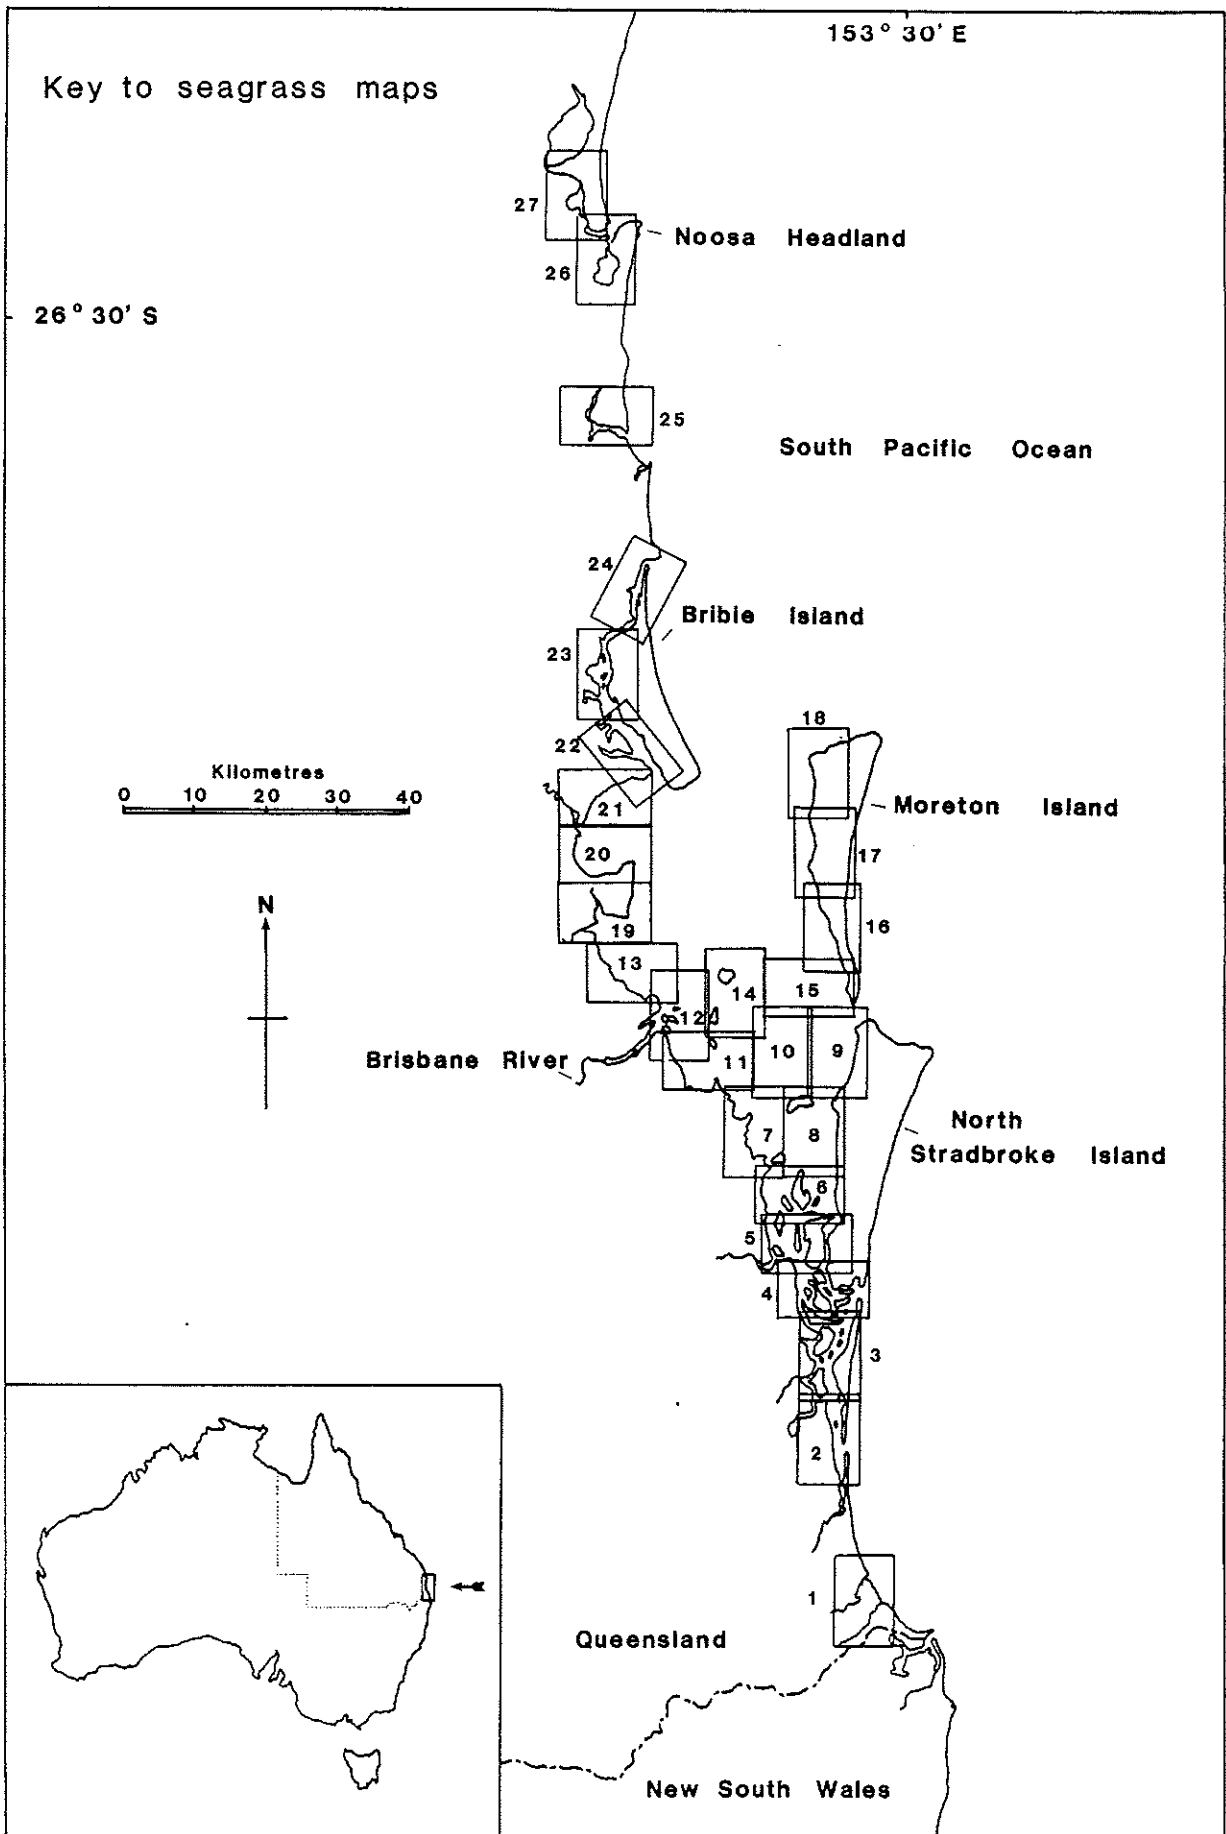 153° 30' E
Key to seagrass maps
27
Noosa Headland
26
26° 30' S
25
South Pacific Ocean
24
Bribie Island
23
18
22
Kilometres
0 10 20 30 40
21
Moreton Island
20
17
N
19
16
13
14
15
12
Brisbane River
11
10
9
North
Stradbroke Island
7
8
6
5
4
3
2
1
Queensland
New South Wales